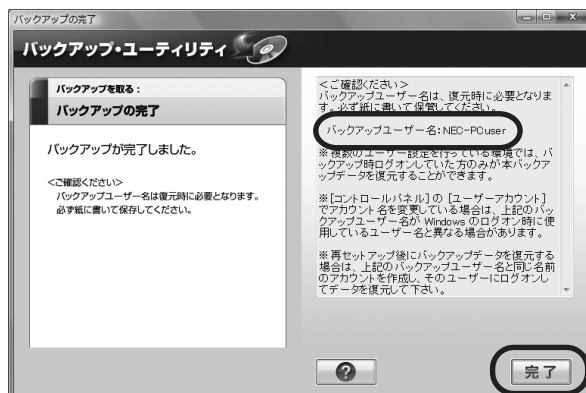 バックアップの完了
バックアップ・ユーティリティ
バックアップを取る：
バックアップの完了
バックアップが完了しました。
＜ご確認ください＞
バックアップユーザー名は復元時に必要となります。
必ず紙に書いて保存してください。
＜ご確認ください＞
バックアップユーザー名は、復元時に必要となりま
す。必ず紙に書いて保管してください。
バックアップユーザー名：NEC-PCuser
※複数のユーザー設定を行っている環境では、バ
ックアップ時ログオンしていた方のみが本バックア
ップデータを復元することができます。
※[コントロールパネル]の[ユーザーアカウント]
でアカウント名を変更している場合は、上記のバッ
クアップユーザー名が Windows のログオン時に使
用しているユーザー名と異なる場合があります。
※再セットアップ後にバックアップデータを復元する
場合は、上記のバックアップユーザー名と同じ名前
のアカウントを作成し、そのユーザーにログオンし
てデータを復元して下さい。
?
完了